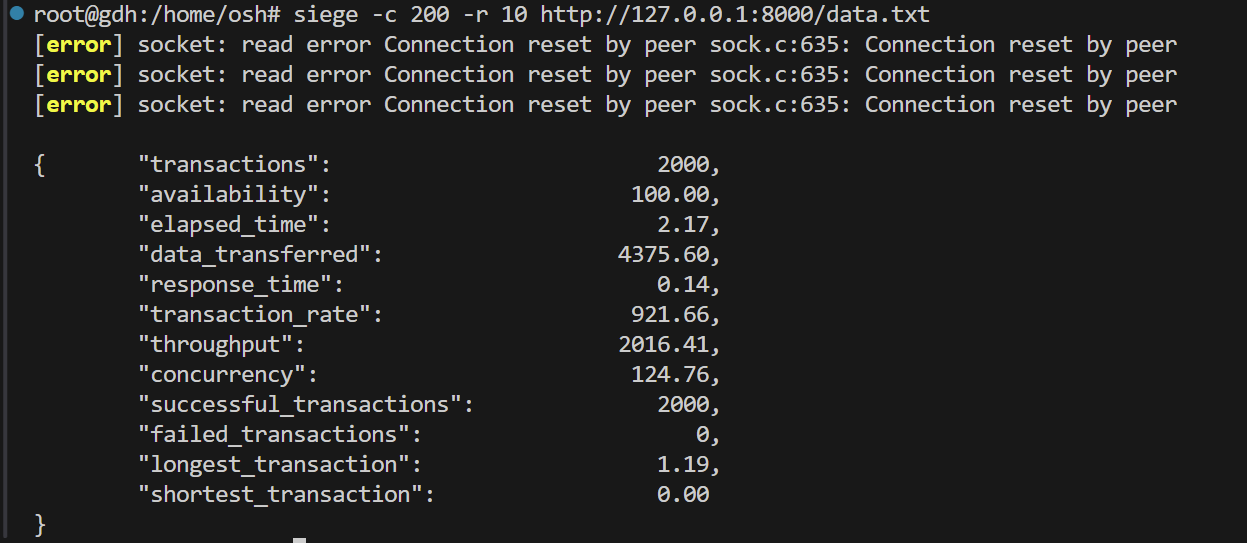 root@gdh:/home/osh# siege -c 200 -r 10 http://127.0.0.1:8000/data.txt
[error] socket: read error Connection reset by peer sock.c:635: Connection reset by peer
[error] socket: read error Connection reset by peer sock.c:635: Connection reset by peer
[error] socket: read error Connection reset by peer sock.c:635: Connection reset by peer
{ "transactions": 2000,
"availability": 100.00,
"elapsed_time": 2.17,
"data_transferred": 4375.60,
"response_time": 0.14,
"transaction_rate": 921.66,
"throughput": 2016.41,
"concurrency": 124.76,
"successful_transactions": 2000,
"failed_transactions": 0,
"longest_transaction": 1.19,
"shortest_transaction": 0.00
}